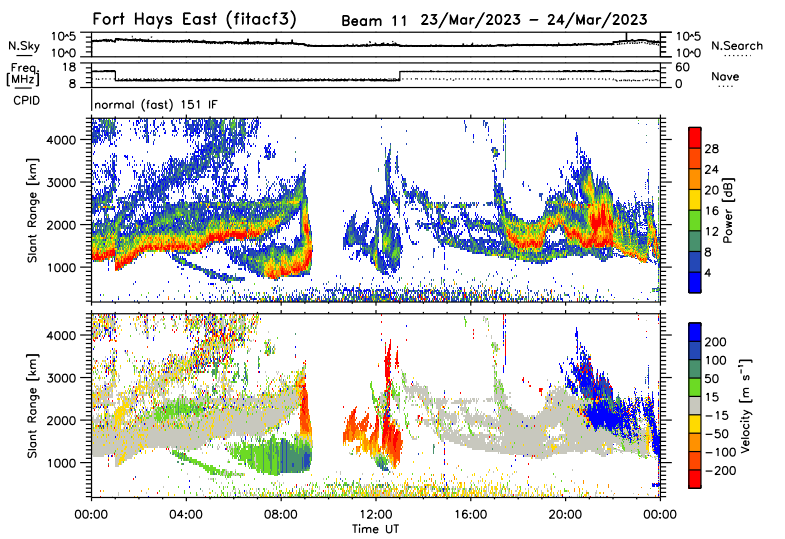 Fort Hays East (fitacf3) Beam 11 23/Mar/2023 − 24/Mar/2023
N.Sky
10^5
10^0
10^5
10^0
N.Search
Freq.
[MHz]
18
8
60
0
Nave
CPID
normal (fast) 151 IF
Slant Range [km]
4000
3000
2000
1000
28
24
20
16
12
8
4
Power [dB]
Slant Range [km]
4000
3000
2000
1000
200
100
50
15
−15
−50
−100
−200
Velocity [m s⁻¹]
00:00 04:00 08:00 12:00 16:00 20:00 00:00
Time UT